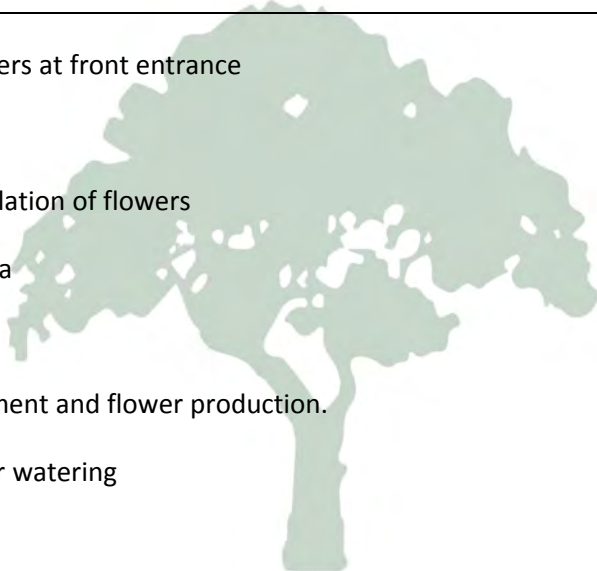 ers at front entrance
lation of flowers
a
ment and flower production.
r watering